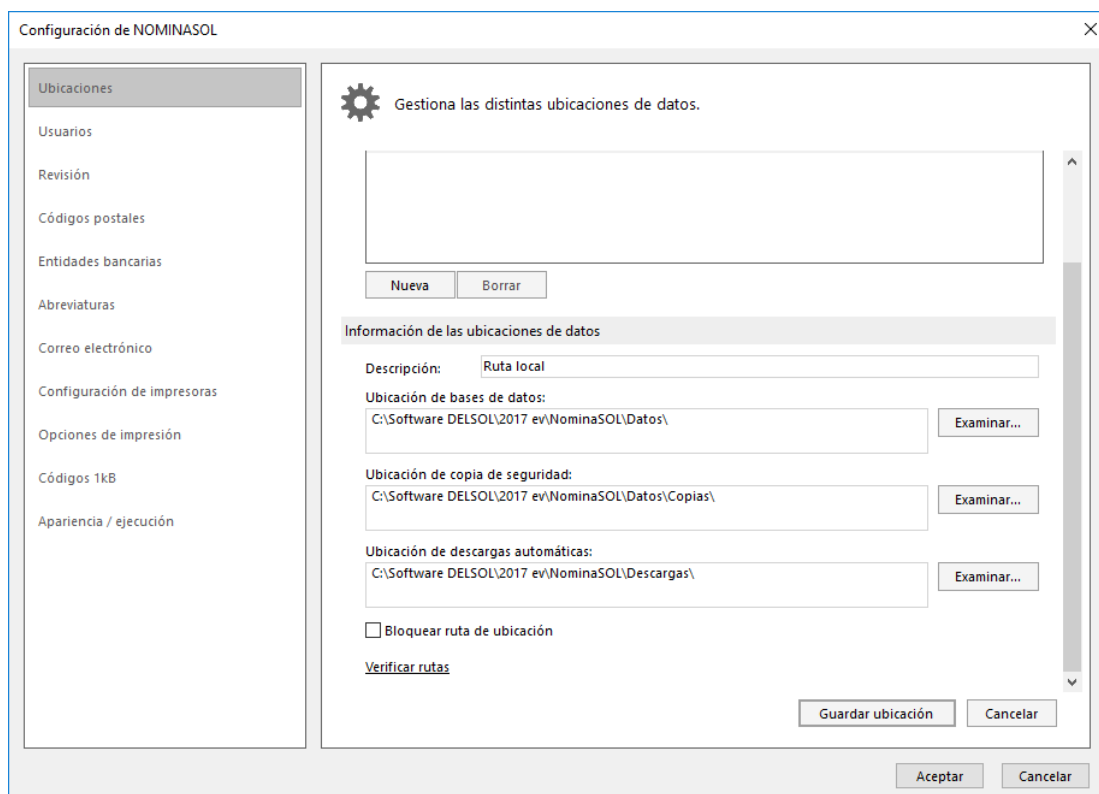 Configuración de NOMINASOL
Ubicaciones
Usuarios
Revisión
Códigos postales
Entidades bancarias
Abreviaturas
Correo electrónico
Configuración de impresoras
Opciones de impresión
Códigos 1kB
Apariencia / ejecución
Gestiona las distintas ubicaciones de datos.
Nueva Borrar
Información de las ubicaciones de datos
Descripción: Ruta local
Ubicación de bases de datos:
C:\Software DELSOL\2017 ev\NominaSOL\Datos\ Examinar...
Ubicación de copia de seguridad:
C:\Software DELSOL\2017 ev\NominaSOL\Datos\Copias\ Examinar...
Ubicación de descargas automáticas:
C:\Software DELSOL\2017 ev\NominaSOL\Descargas\ Examinar...
Bloquear ruta de ubicación
Verificar rutas
Guardar ubicación Cancelar
Aceptar Cancelar